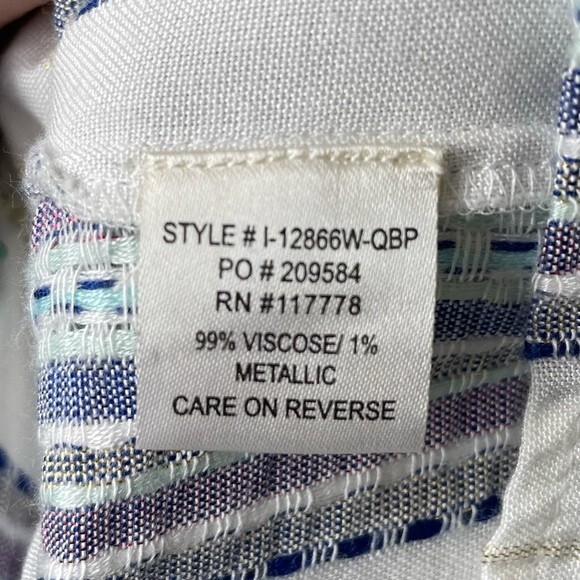 STYLE # I-12866W-QBP
PO # 209584
RN #117778
99% VISCOSE/ 1%
METALLIC
CARE ON REVERSE